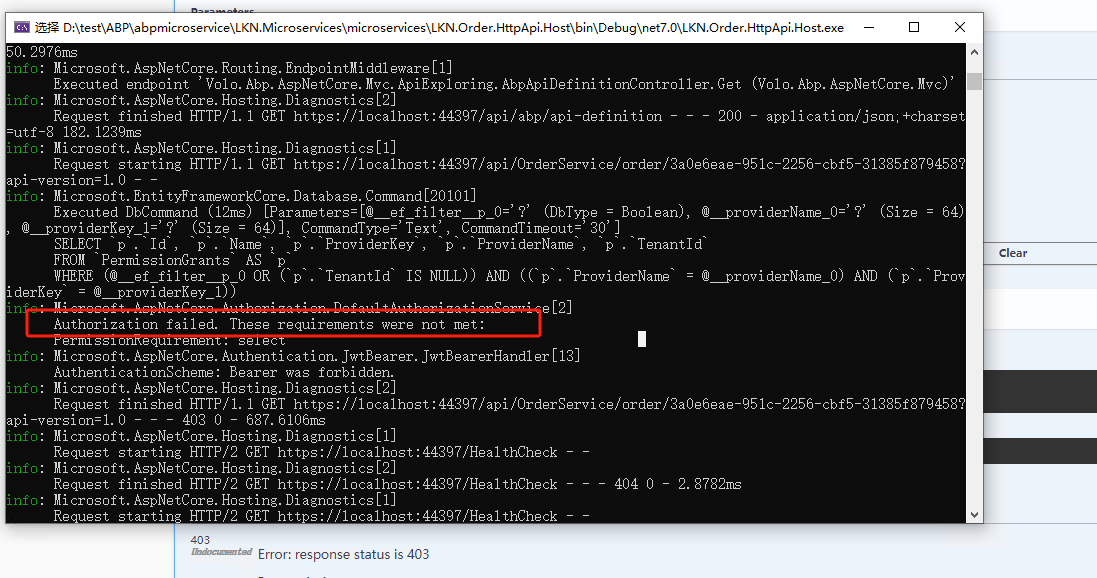 Parameters
选择 D:\test\ABP\abpmicroservice\LKN.Microservices\microservices\LKN.Order.HttpApi.Host\bin\Debug\net7.0\LKN.Order.HttpApi.Host.exe
50.2976ms
info: Microsoft.AspNetCore.Routing.EndpointMiddleware[1]
Executed endpoint 'Volo.Abp.AspNetCore.Mvc.ApiExploring.AbpApiDefinitionController.Get (Volo.Abp.AspNetCore.Mvc)'
info: Microsoft.AspNetCore.Hosting.Diagnostics[2]
Request finished HTTP/1.1 GET https://localhost:44397/api/abp/api-definition - - - 200 - application/json;+charset
=utf-8 182.1239ms
info: Microsoft.AspNetCore.Hosting.Diagnostics[1]
Request starting HTTP/1.1 GET https://localhost:44397/api/OrderService/order/3a0e6eae-951c-2256-cbf5-31385f879458?
api-version=1.0 - -
info: Microsoft.EntityFrameworkCore.Database.Command[20101]
Executed DbCommand (12ms) [Parameters=[@__ef_filter__p_0='?' (DbType = Boolean), @__providerName_0='?' (Size = 64)
, @__providerKey_1='?' (Size = 64)], CommandType='Text', CommandTimeout='30']
SELECT `p`.`Id`, `p`.`Name`, `p`.`ProviderKey`, `p`.`ProviderName`, `p`.`TenantId`
FROM `PermissionGrants` AS `p`
WHERE (@__ef_filter__p_0 OR (`p`.`TenantId` IS NULL)) AND ((`p`.`ProviderName` = @__providerName_0) AND (`p`.`Prov
iderKey` = @__providerKey_1))
info: Microsoft.AspNetCore.Authorization.DefaultAuthorizationService[2]
Authorization failed. These requirements were not met:
PermissionRequirement: select
info: Microsoft.AspNetCore.Authentication.JwtBearer.JwtBearerHandler[13]
AuthenticationScheme: Bearer was forbidden.
info: Microsoft.AspNetCore.Hosting.Diagnostics[2]
Request finished HTTP/1.1 GET https://localhost:44397/api/OrderService/order/3a0e6eae-951c-2256-cbf5-31385f879458?
api-version=1.0 - - - 403 0 - 687.6106ms
info: Microsoft.AspNetCore.Hosting.Diagnostics[1]
Request starting HTTP/2 GET https://localhost:44397/HealthCheck - -
info: Microsoft.AspNetCore.Hosting.Diagnostics[2]
Request finished HTTP/2 GET https://localhost:44397/HealthCheck - - - 404 0 - 2.8782ms
info: Microsoft.AspNetCore.Hosting.Diagnostics[1]
Request starting HTTP/2 GET https://localhost:44397/HealthCheck - -
Clear
403
Undocumented
Error: response status is 403